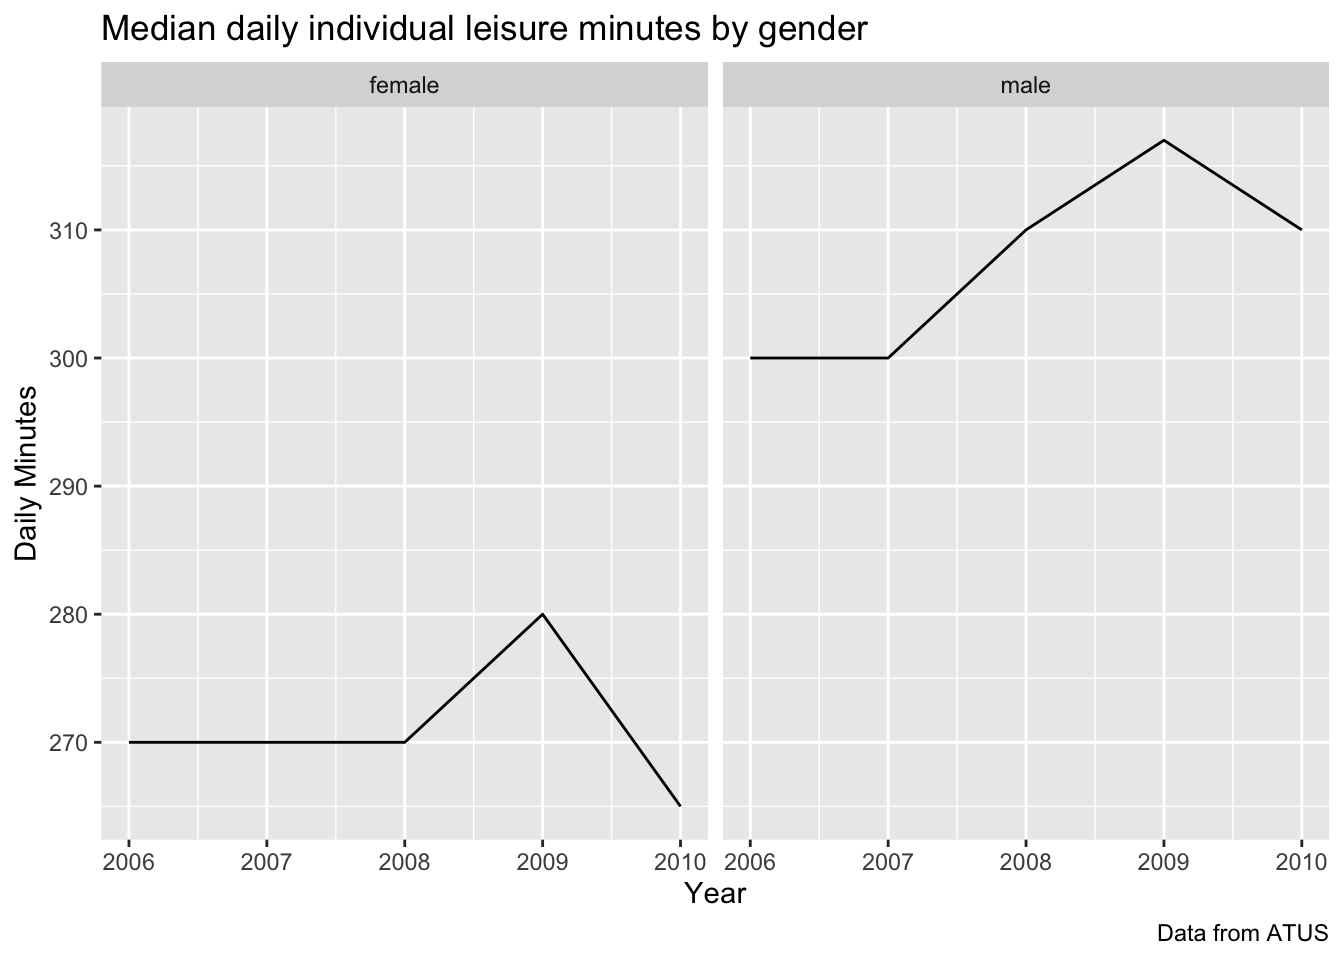 Median daily individual leisure minutes by gender
female male
310
300
290
280
270
Daily Minutes
2006 2007 2008 2009 2010 2006 2007 2008 2009 2010
Year
Data from ATUS